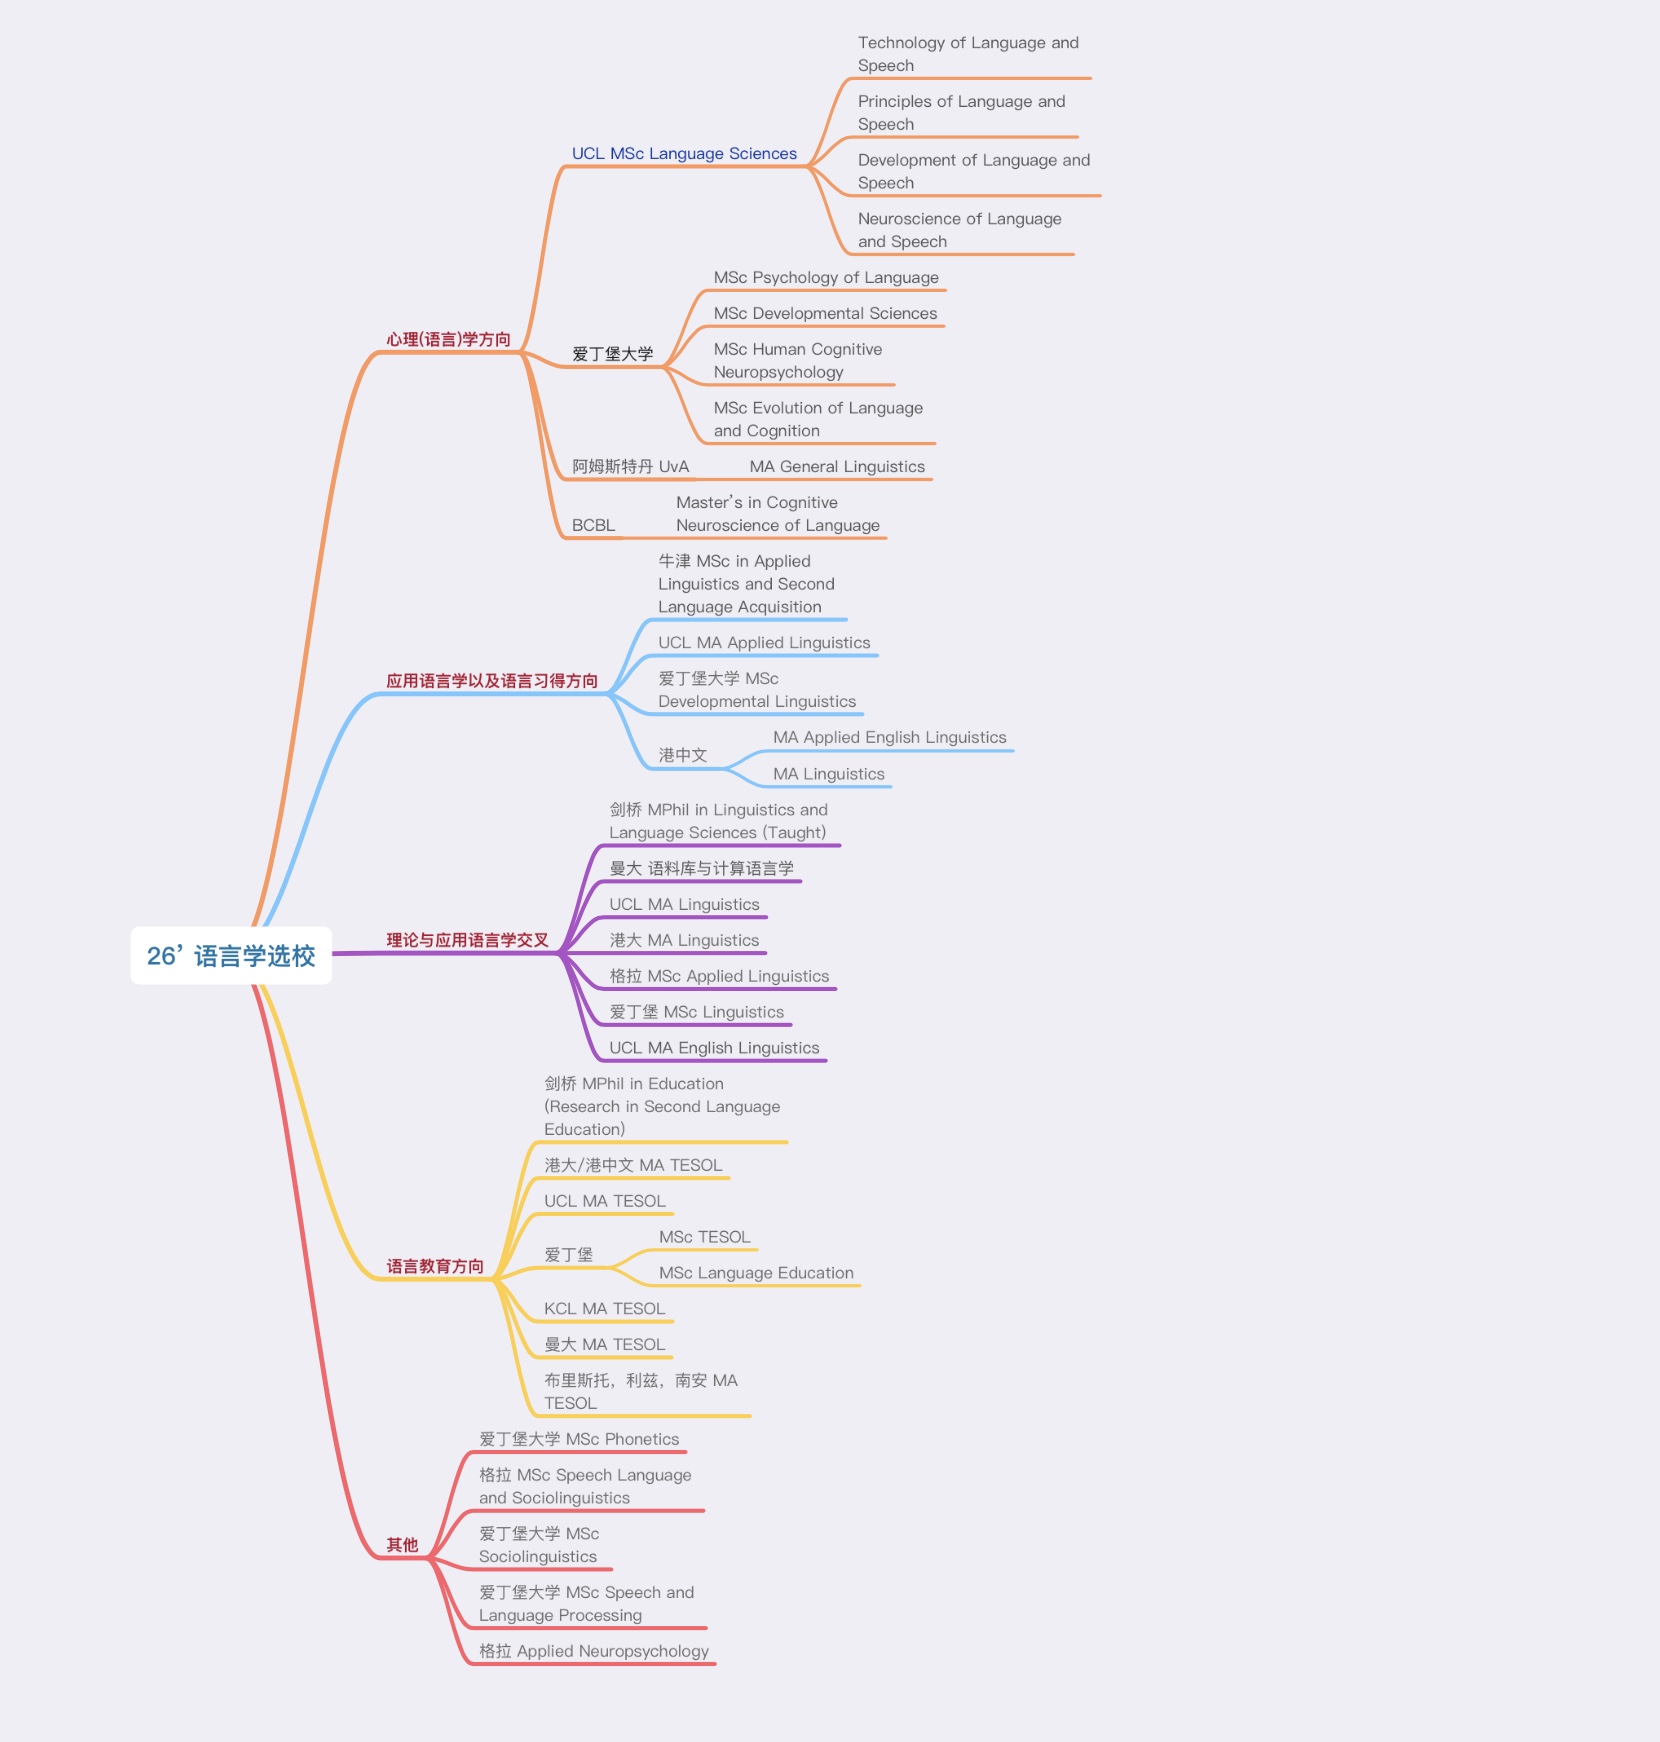 26’ 语言学选校
心理(语言)学方向
UCL MSc Language Sciences
Technology of Language and
Speech
Principles of Language and
Speech
Development of Language and
Speech
Neuroscience of Language
and Speech
爱丁堡大学
MSc Psychology of Language
MSc Developmental Sciences
MSc Human Cognitive
Neuropsychology
MSc Evolution of Language
and Cognition
阿姆斯特丹 UvA
MA General Linguistics
BCBL
Master’s in Cognitive
Neuroscience of Language
应用语言学以及语言习得方向
牛津 MSc in Applied
Linguistics and Second
Language Acquisition
UCL MA Applied Linguistics
爱丁堡大学 MSc
Developmental Linguistics
港中文
MA Applied English Linguistics
MA Linguistics
理论与应用语言学交叉
剑桥 MPhil in Linguistics and
Language Sciences (Taught)
曼大 语料库与计算语言学
UCL MA Linguistics
港大 MA Linguistics
格拉 MSc Applied Linguistics
爱丁堡 MSc Linguistics
UCL MA English Linguistics
语言教育方向
剑桥 MPhil in Education
(Research in Second Language
Education)
港大/港中文 MA TESOL
UCL MA TESOL
爱丁堡
MSc TESOL
MSc Language Education
KCL MA TESOL
曼大 MA TESOL
布里斯托，利兹，南安 MA
TESOL
其他
爱丁堡大学 MSc Phonetics
格拉 MSc Speech Language
and Sociolinguistics
爱丁堡大学 MSc
Sociolinguistics
爱丁堡大学 MSc Speech and
Language Processing
格拉 Applied Neuropsychology